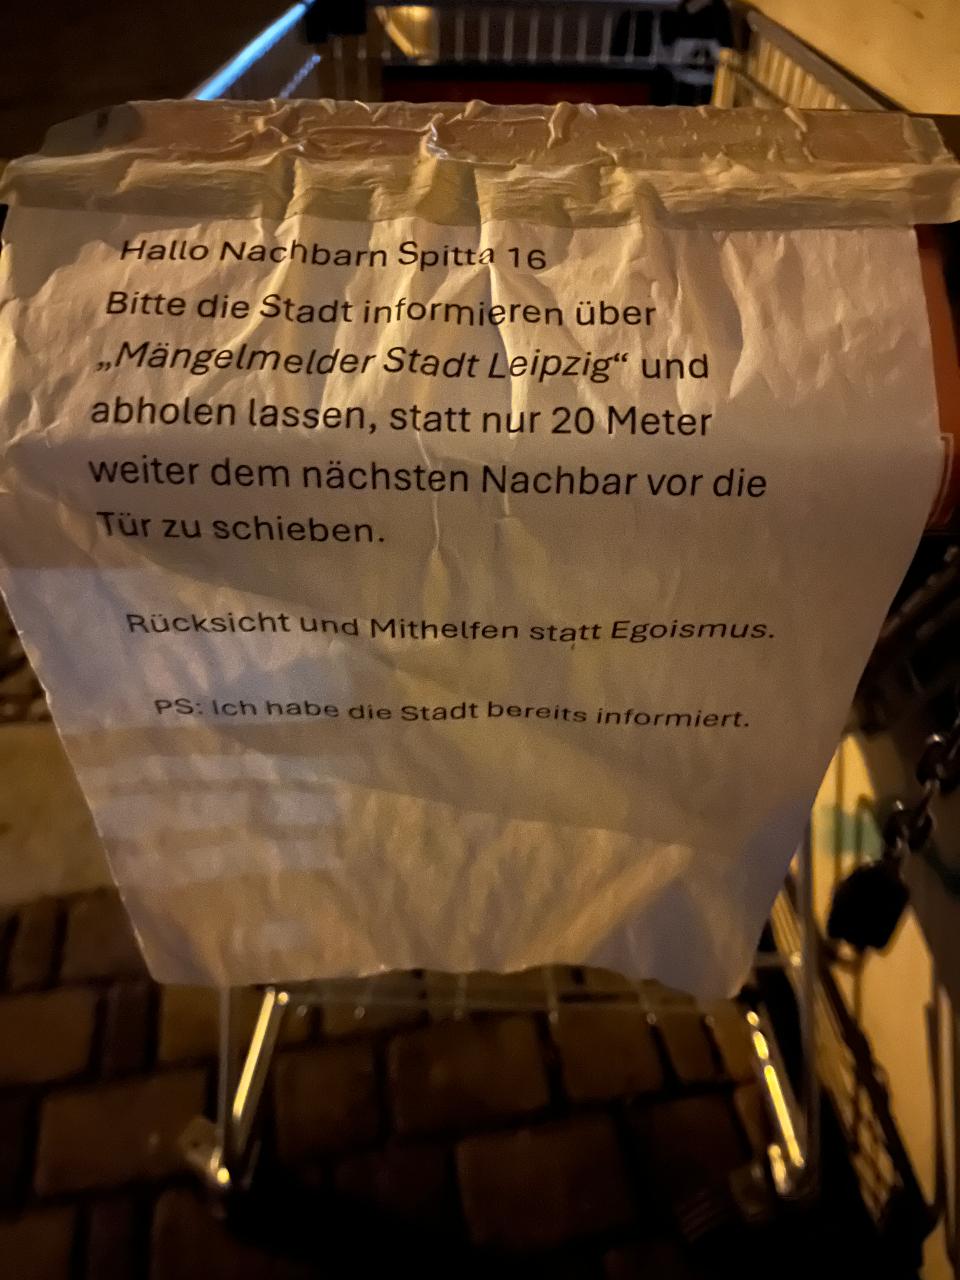 Hallo Nachbarn Spitta 16
Bitte die Stadt informieren über
„Mängelmelder Stadt Leipzig“ und
abholen lassen, statt nur 20 Meter
weiter dem nächsten Nachbar vor die
Tür zu schieben.
Rücksicht und Mithelfen statt Egoismus.
PS: Ich habe die Stadt bereits informiert.